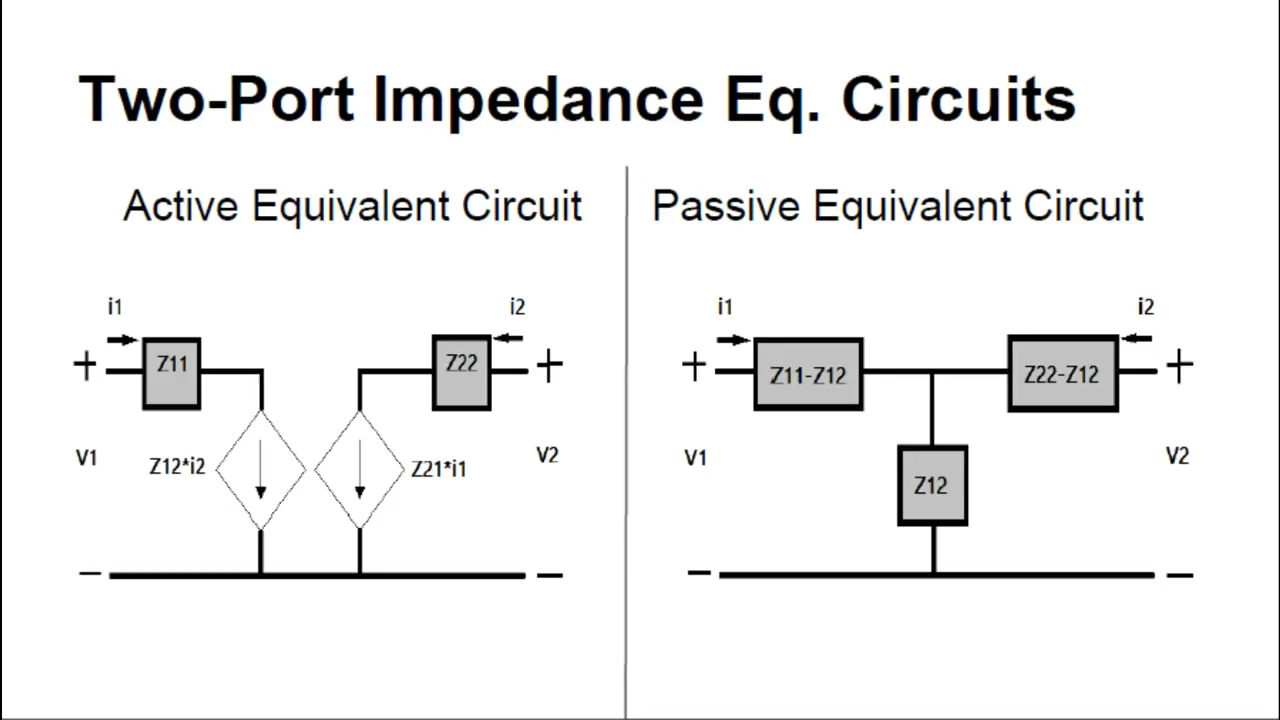 Two-Port Impedance Eq. Circuits
Active Equivalent Circuit
i1
i2
+
Z11
Z22
+
V1
Z12*i2
Z21*i1
V2
−
−
Passive Equivalent Circuit
i1
i2
+
Z11-Z12
Z22-Z12
+
V1
Z12
V2
−
−